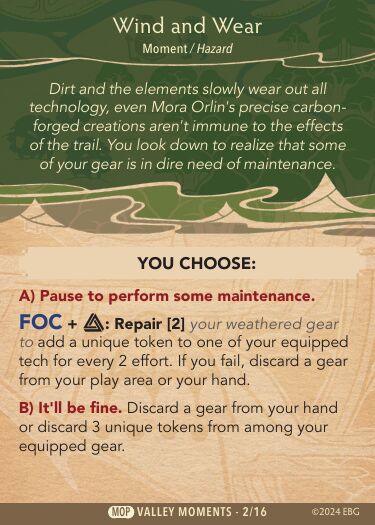 Wind and Wear
Moment / Hazard
Dirt and the elements slowly wear out all
technology, even Mora Orlin's precise carbon-
forged creations aren't immune to the effects
of the trail. You look down to realize that some
of your gear is in dire need of maintenance.
YOU CHOOSE:
A) Pause to perform some maintenance.
FOC + : Repair [2] your weathered gear
to add a unique token to one of your equipped
tech for every 2 effort. If you fail, discard a gear
from your play area or your hand.
B) It'll be fine. Discard a gear from your hand
or discard 3 unique tokens from among your
equipped gear.
MOP VALLEY MOMENTS - 2/16
©2024 EBG